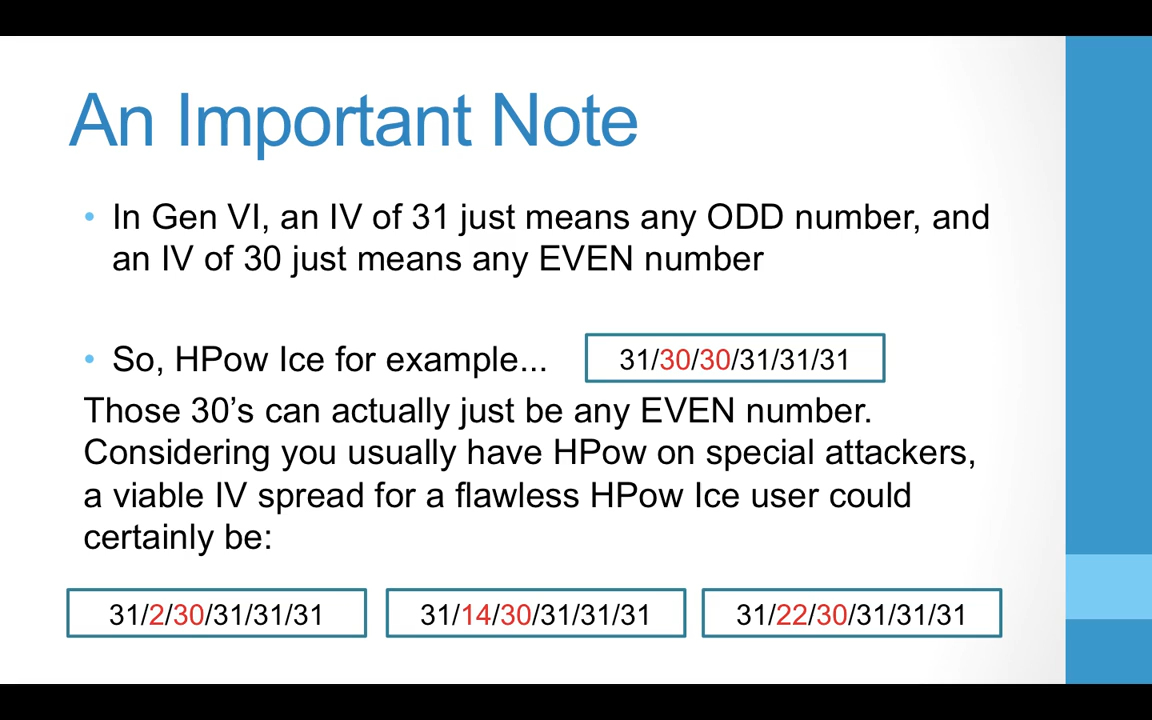 An Important Note
• In Gen VI, an IV of 31 just means any ODD number, and
an IV of 30 just means any EVEN number
• So, HPow Ice for example...
31/30/30/31/31/31
Those 30’s can actually just be any EVEN number.
Considering you usually have HPow on special attackers,
a viable IV spread for a flawless HPow Ice user could
certainly be:
31/2/30/31/31/31
31/14/30/31/31/31
31/22/30/31/31/31